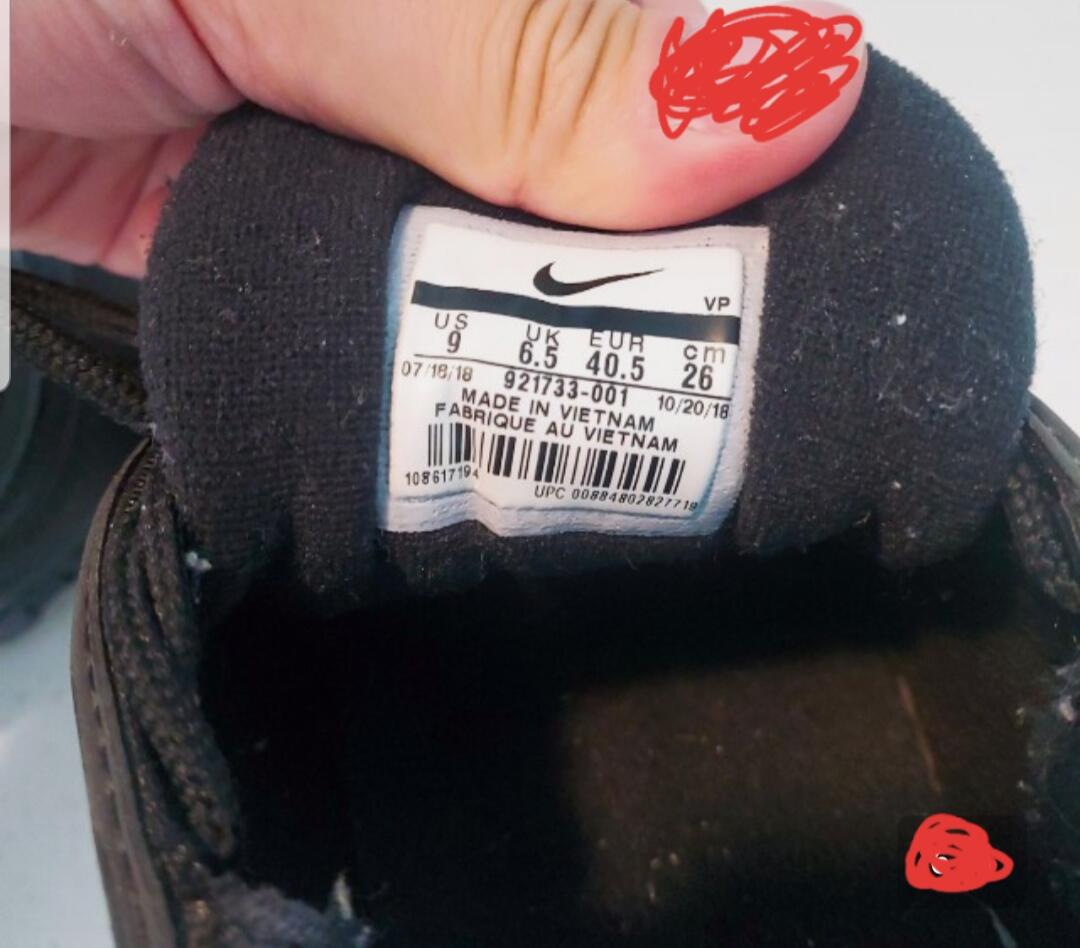 VP
US UK EUR cm
9 6.5 40.5 26
07/18/18 921733-001 10/20/18
MADE IN VIETNAM
FABRIQUE AU VIETNAM
108617194 UPC 00884802827719